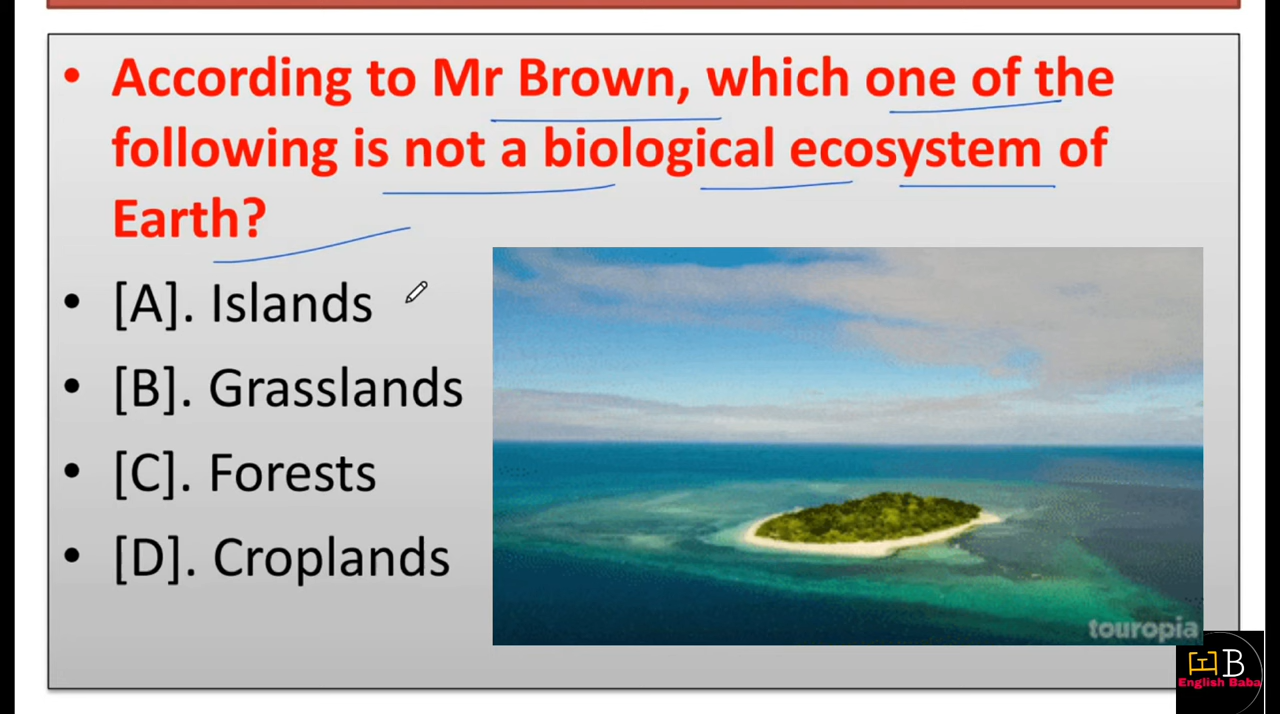 • According to Mr Brown, which one of the
following is not a biological ecosystem of
Earth?
• [A]. Islands
• [B]. Grasslands
• [C]. Forests
• [D]. Croplands
touropia
B
English Baba